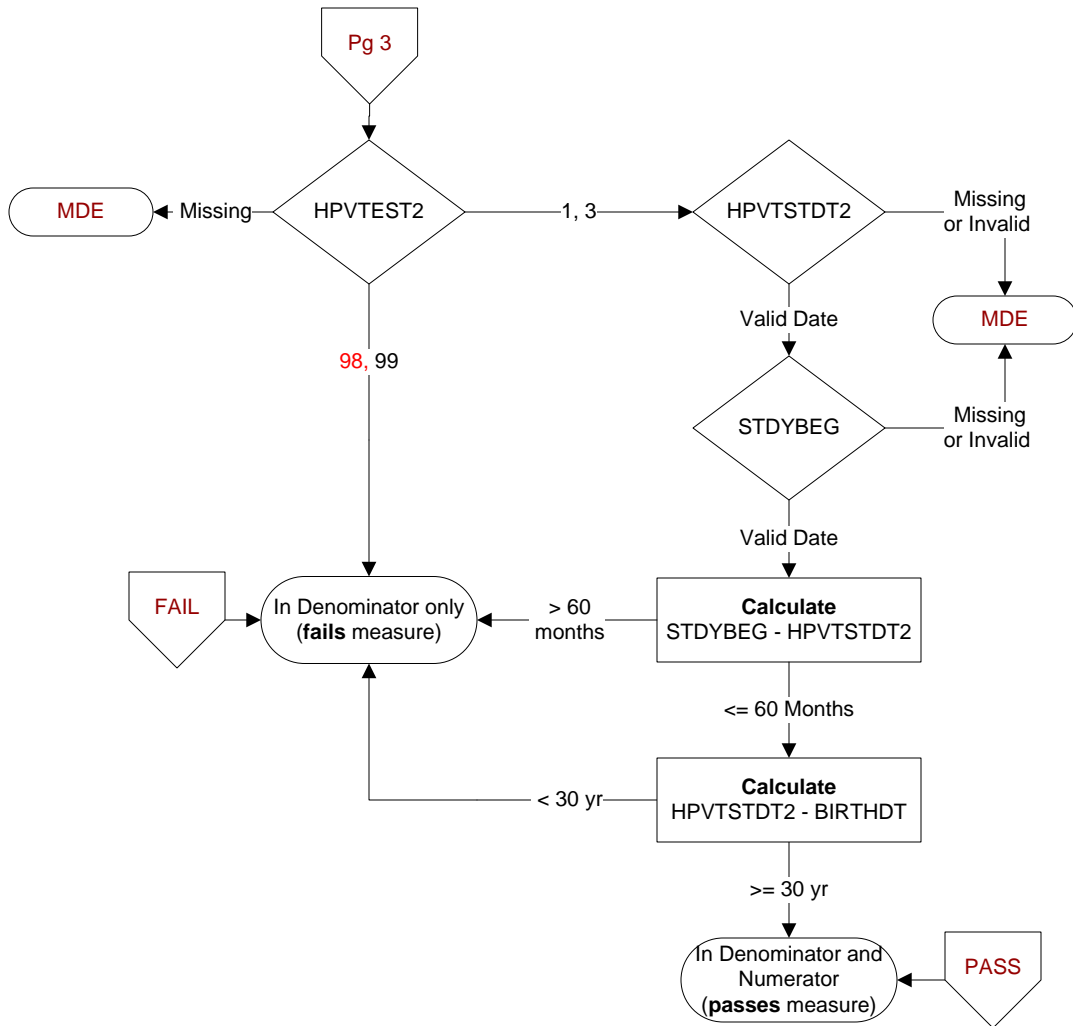 Pg 3
MDE
Missing
HPVTEST2
1, 3
HPVTSTDT2
Missing
or Invalid
Valid Date
MDE
98, 99
STDYBEG
Missing
or Invalid
Valid Date
FAIL
In Denominator only
(fails measure)
> 60
months
Calculate
STDYBEG - HPVTSTDT2
<= 60 Months
< 30 yr
Calculate
HPVTSTDT2 - BIRTHDT
>= 30 yr
In Denominator and
Numerator
(passes measure)
PASS